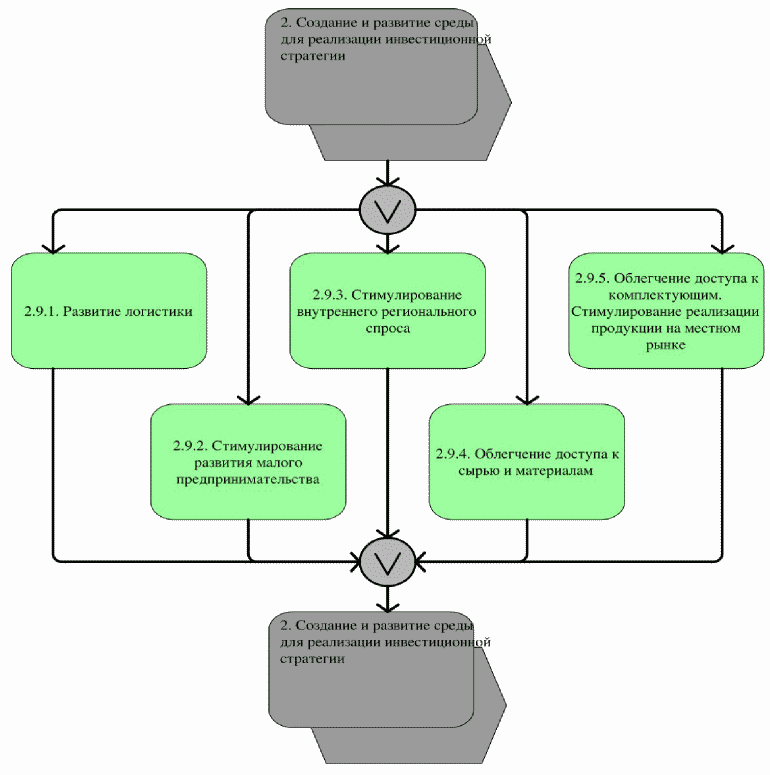 2. Создание и развитие среды
для реализации инвестиционной
стратегии
2.9.1. Развитие логистики
2.9.3. Стимулирование
внутреннего регионального
спроса
2.9.5. Облегчение доступа к
комплектующим.
Стимулирование реализации
продукции на местном
рынке
2.9.2. Стимулирование
развития малого
предпринимательства
2.9.4. Облегчение доступа к
сырью и материалам
2. Создание и развитие среды
для реализации инвестиционной
стратегии